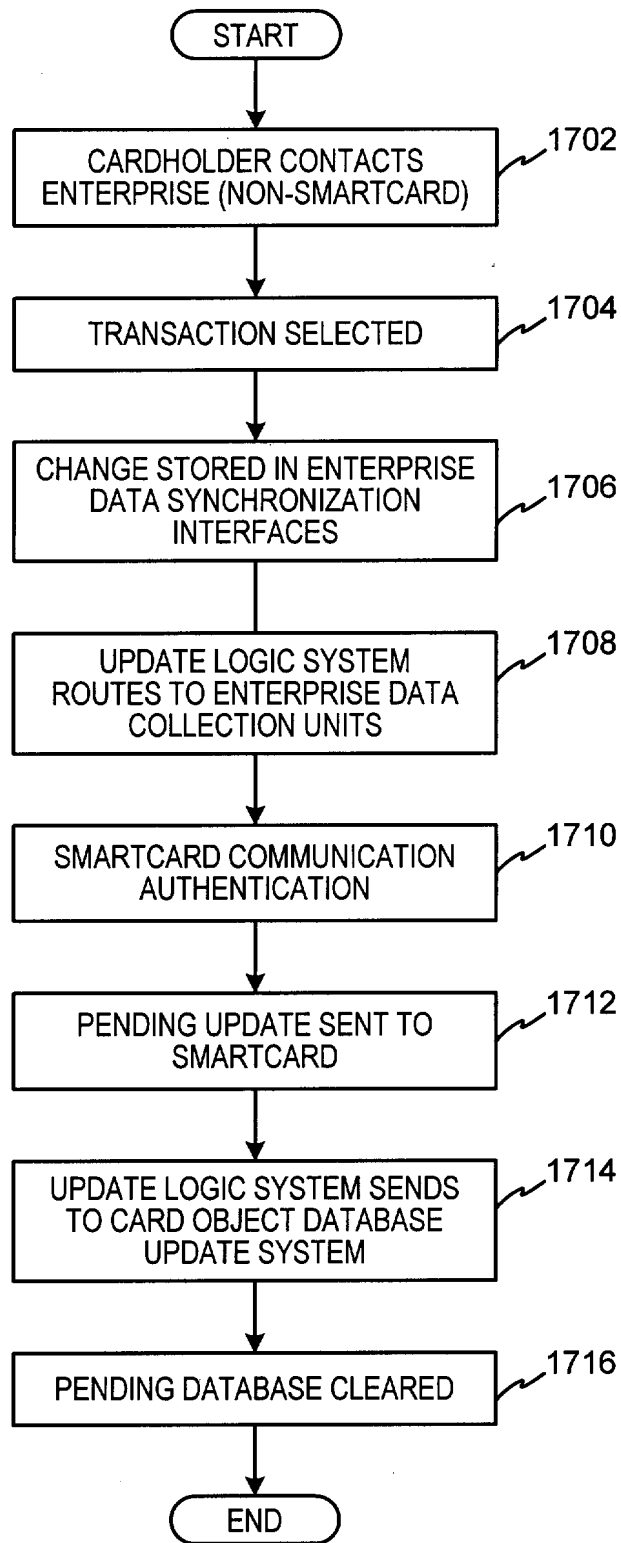 START
CARDHOLDER CONTACTS
ENTERPRISE (NON-SMARTCARD)
1702
TRANSACTION SELECTED
1704
CHANGE STORED IN ENTERPRISE
DATA SYNCHRONIZATION
INTERFACES
1706
UPDATE LOGIC SYSTEM
ROUTES TO ENTERPRISE DATA
COLLECTION UNITS
1708
SMARTCARD COMMUNICATION
AUTHENTICATION
1710
PENDING UPDATE SENT TO
SMARTCARD
1712
UPDATE LOGIC SYSTEM SENDS
TO CARD OBJECT DATABASE
UPDATE SYSTEM
1714
PENDING DATABASE CLEARED
1716
END